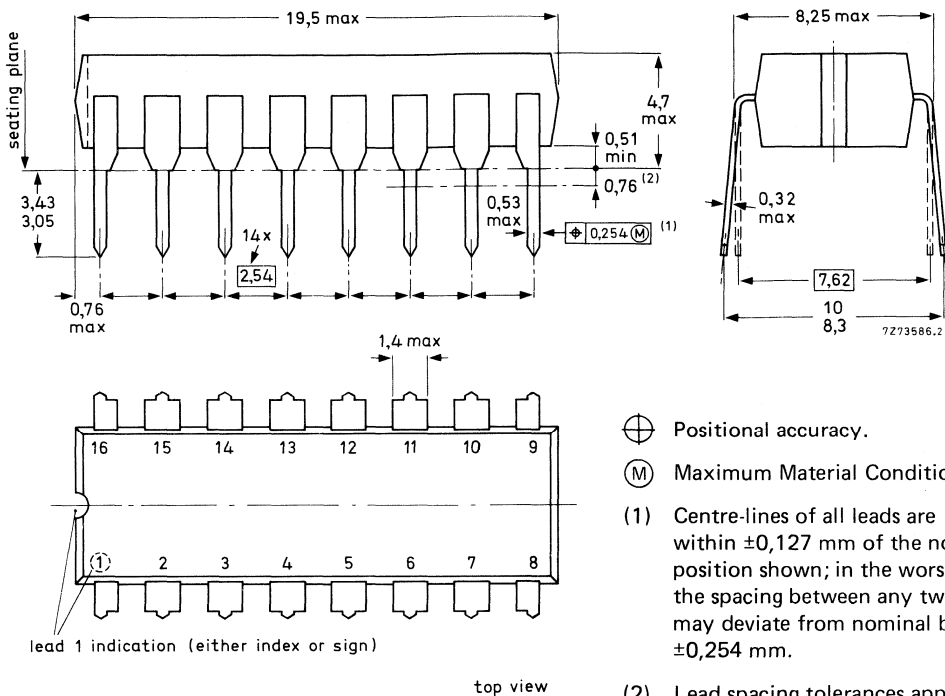 19,5 max
8,25 max
seating plane
4,7
max
0,51
min
0,76 (2)
3,43
3,05
0,53
max
0,254 M (1)
0,32
max
14x
2,54
7,62
0,76
max
10
8,3
7Z73586.2
1,4 max
16 15 14 13 12 11 10 9
1 2 3 4 5 6 7 8
lead 1 indication (either index or sign)
top view
Positional accuracy.
M Maximum Material Conditio
(1) Centre-lines of all leads are
within ±0,127 mm of the no
position shown; in the wors
the spacing between any tw
may deviate from nominal b
±0,254 mm.
(2) Lead spacing tolerances app